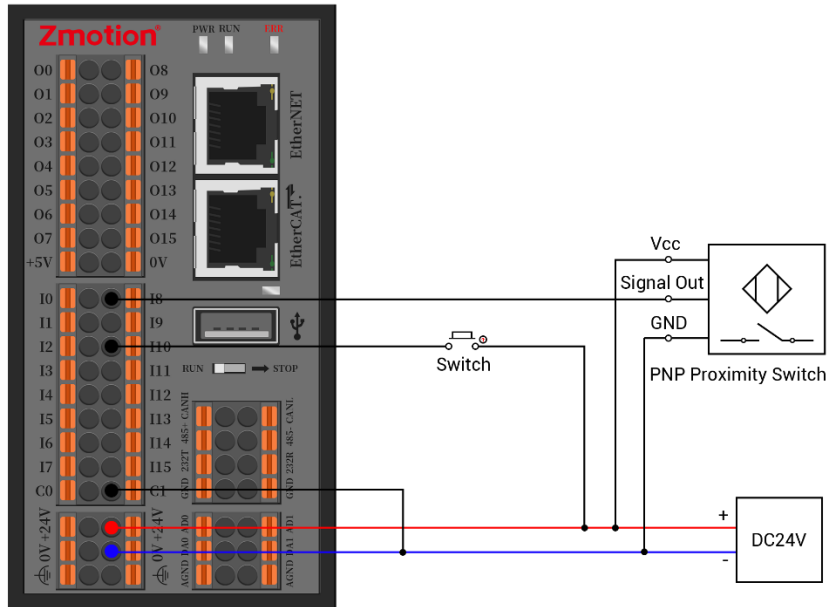 Zmotion®
PWR RUN ERR
O0 O8
O1 O9
O2 O10
O3 O11
O4 O12
O5 O13
O6 O14
O7 O15
+5V 0V
EtherNET
EtherCAT.
I0 I8
I1 I9
I2 I10
I3 I11
I4 I12
I5 I13
I6 I14
I7 I15
C0 C1
+24V +24V
0V 0V
RUN STOP
485+ CANH
485- CANL
GND 232T
GND 232R
AGND DA0 AD0
AGND DA1 AD1
Vcc
Signal Out
GND
PNP Proximity Switch
Switch
+
DC24V
-